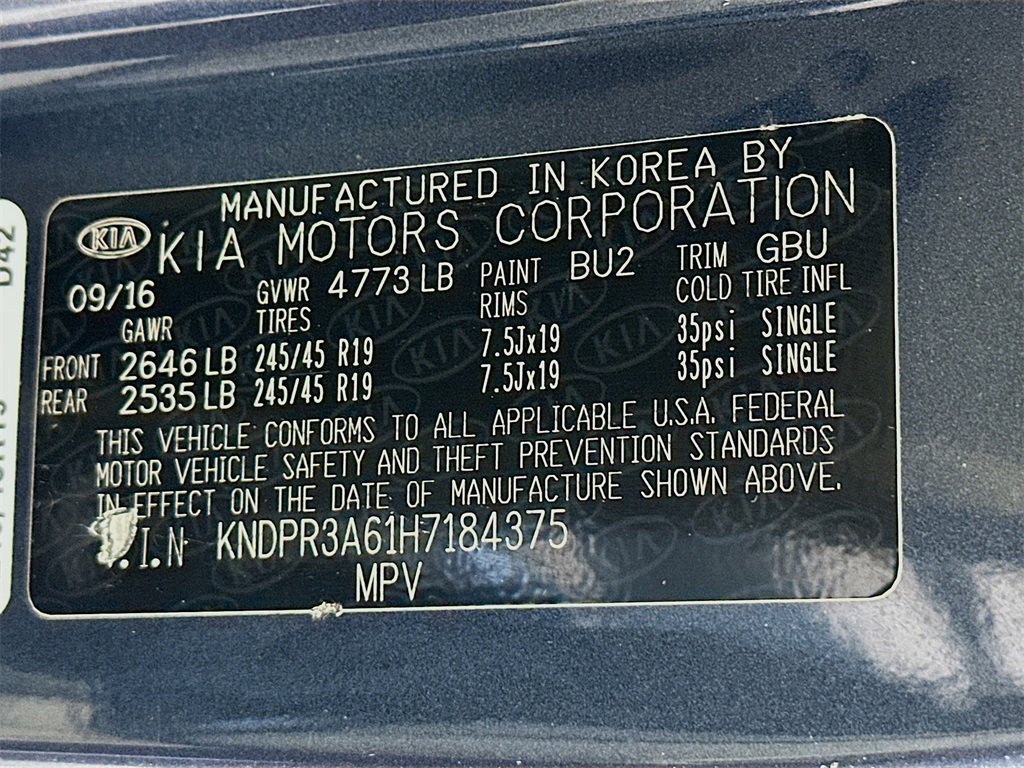 MANUFACTURED IN KOREA BY
KIA KIA MOTORS CORPORATION
09/16 GVWR 4773 LB PAINT BU2 TRIM GBU
GAWR TIRES RIMS COLD TIRE INFL
FRONT 2646 LB 245/45 R19 7.5Jx19 35psi SINGLE
REAR 2535 LB 245/45 R19 7.5Jx19 35psi SINGLE
THIS VEHICLE CONFORMS TO ALL APPLICABLE U.S.A. FEDERAL
MOTOR VEHICLE SAFETY AND THEFT PREVENTION STANDARDS
IN EFFECT ON THE DATE OF MANUFACTURE SHOWN ABOVE.
.I.N KNDPR3A61H7184375
MPV
D42